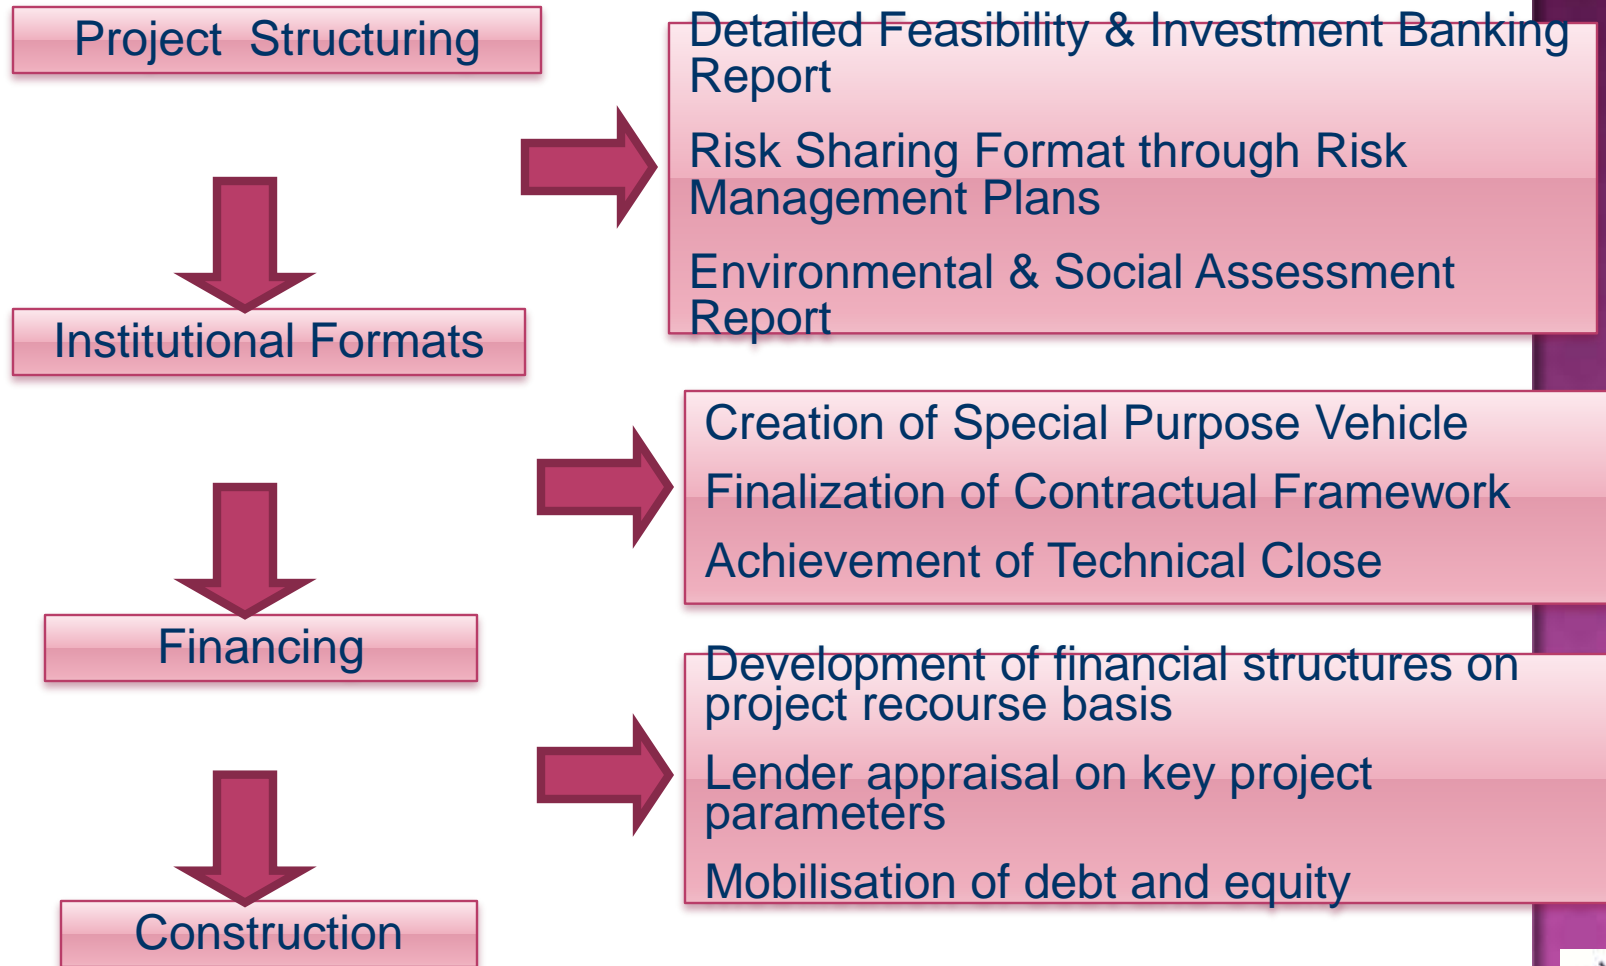 Project Structuring
Detailed Feasibility & Investment Banking
Report
Risk Sharing Format through Risk
Management Plans
Environmental & Social Assessment
Report
Institutional Formats
Creation of Special Purpose Vehicle
Finalization of Contractual Framework
Achievement of Technical Close
Financing
Development of financial structures on
project recourse basis
Lender appraisal on key project
parameters
Mobilisation of debt and equity
Construction